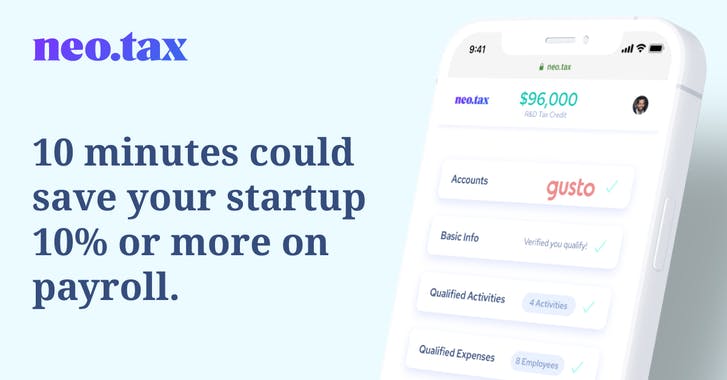 neo.tax
10 minutes could
save your startup
10% or more on
payroll.
9:41
neo.tax
neo.tax
$96,000
R&D Tax Credit
Accounts
gusto
Basic Info
Verified you qualify!
Qualified Activities
4 Activities
Qualified Expenses
8 Employees